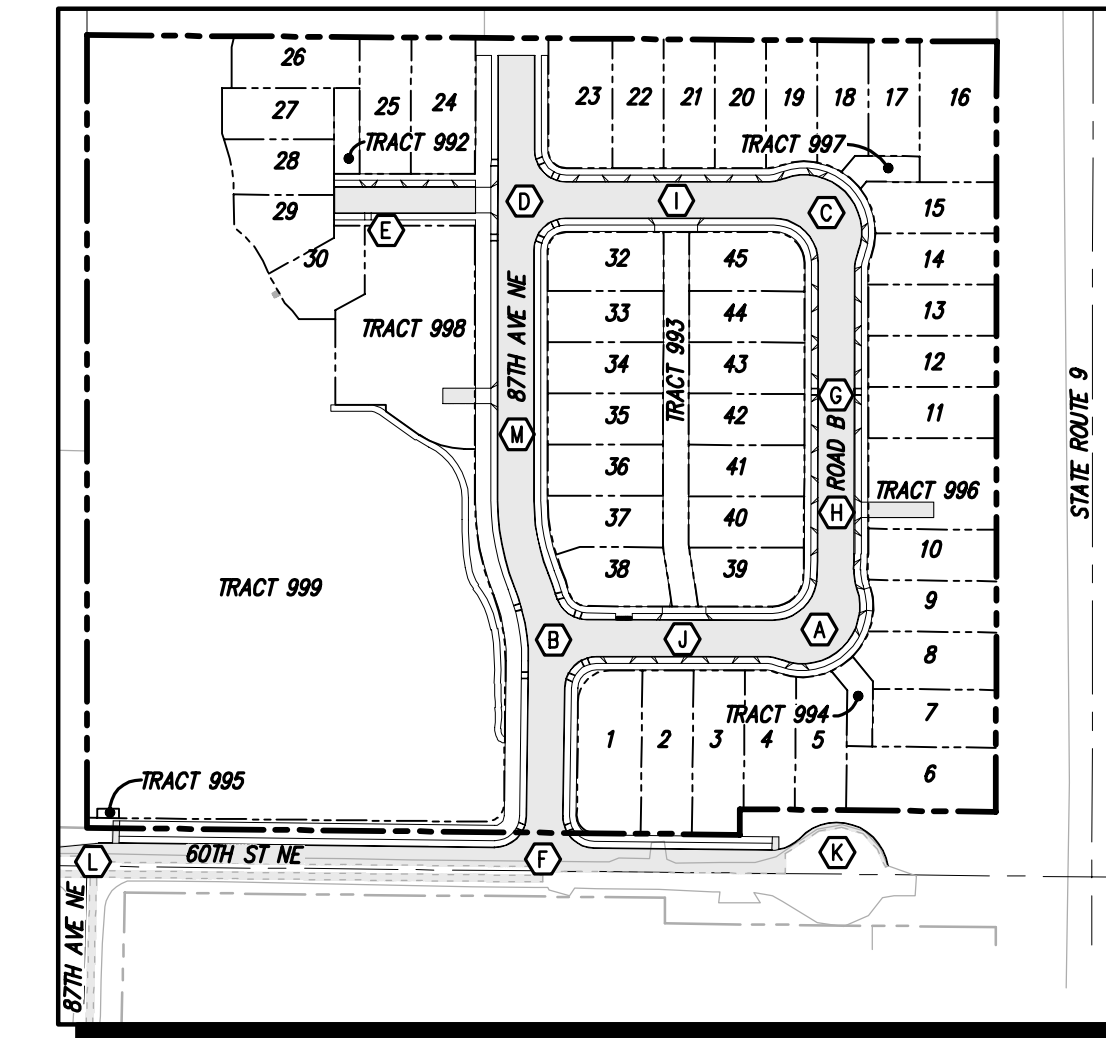 26
23
22
21
20
19
18
17
16
25
24
27
TRACT 992
TRACT 997
28
15
29
D
I
C
E
30
32
45
14
33
44
13
TRACT 998
87TH AVE NE
TRACT 993
34
43
12
STATE ROUTE 9
G
35
42
11
M
ROAD B
36
41
TRACT 996
H
37
40
10
38
39
TRACT 999
9
A
B
J
8
TRACT 994
7
1
2
3
4
5
6
TRACT 995
60TH ST NE
L
F
K
87TH AVE NE